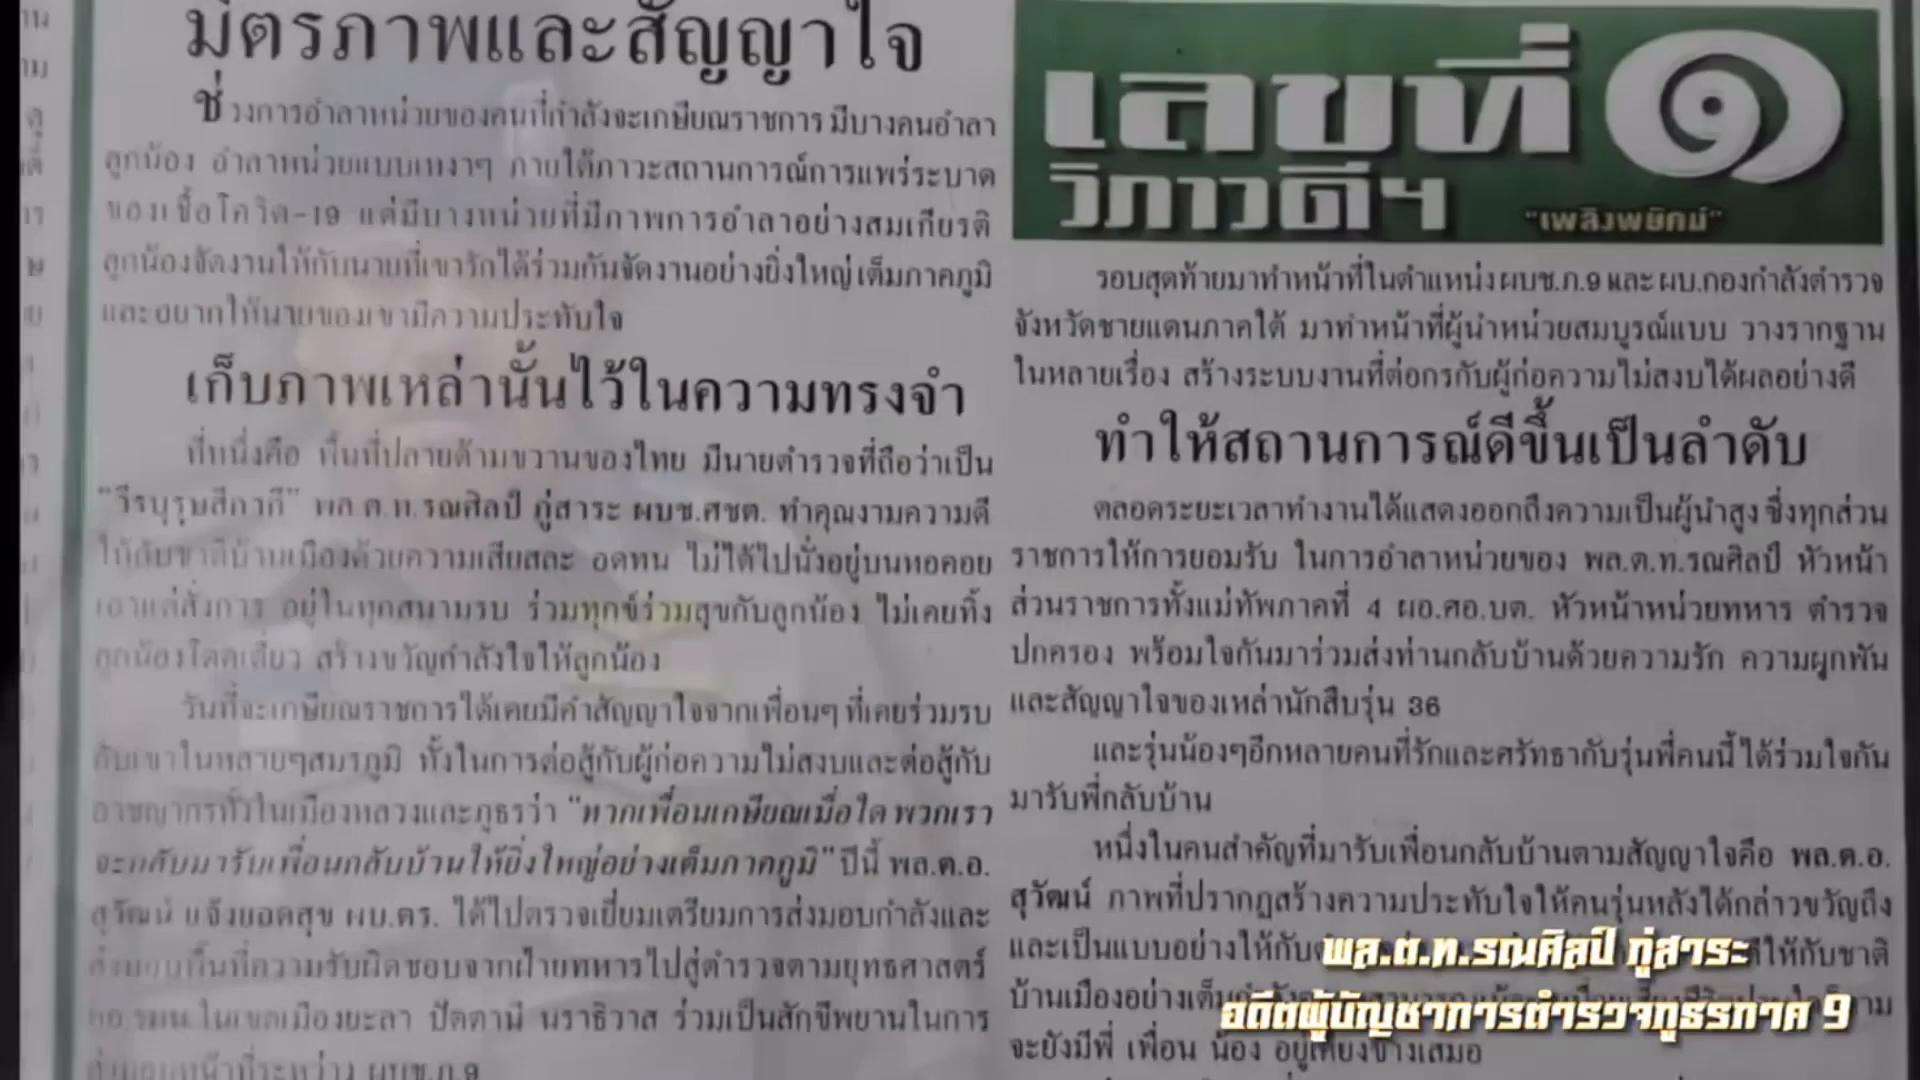 มิตรภาพและสัญญาใจ
ช่วงการอำลาหน่วยของคนที่กำลังจะเกษียณราชการ มีบางคนอำลา
ลูกน้อง อำลาหน่วยแบบเหงาๆ ภายใต้ภาวะสถานการณ์การแพร่ระบาด
ของเชื้อโควิด-19 แต่มีบางหน่วยที่มีภาพการอำลาอย่างสมเกียรติ
ลูกน้องจัดงานให้กับนายที่เขารักได้ร่วมกันจัดงานอย่างยิ่งใหญ่ เต็มภาคภูมิ
และอยากให้นายของเขามีความประทับใจ
เก็บภาพเหล่านั้นไว้ในความทรงจำ
ที่หนึ่งคือ พื้นที่ปลายด้ามขวานของไทย มีนายตำรวจที่ถือว่าเป็น
"วีรบุรุษสีกากี" พล.ต.ท.รณศิลป์ ภู่สาระ ผบช.ศชต. ทำคุณงามความดี
ให้กับชาติบ้านเมืองด้วยความเสียสละ อดทน ไม่ได้ไปนั่งอยู่บนหอคอย
เอาแต่สั่งการ อยู่ในทุกสนามรบ ร่วมทุกข์ร่วมสุขกับลูกน้อง ไม่เคยทิ้ง
ลูกน้องโดดเดี่ยว สร้างขวัญกำลังใจให้ลูกน้อง
วันที่จะเกษียณราชการได้เคยมีคำสัญญาใจจากเพื่อนๆ ที่เคยร่วมรบ
กับเขาในหลายๆสมรภูมิ ทั้งในการต่อสู้กับผู้ก่อความไม่สงบและต่อสู้กับ
อาชญากรทั่วในเมืองหลวงและภูธรว่า "หากเพื่อนเกษียณเมื่อใด พวกเรา
จะกลับมารับเพื่อนกลับบ้านให้ยิ่งใหญ่อย่างเต็มภาคภูมิ" ปีนี้ พล.ต.อ.
สุวัฒน์ แจ้งยอดสุข ผบ.ตร. ได้ไปตรวจเยี่ยมเตรียมการส่งมอบกำลังและ
ส่งมอบพื้นที่ความรับผิดชอบจากฝ่ายทหารไปสู่ตำรวจตามยุทธศาสตร์
ในเขตเมืองยะลา ปัตตานี นราธิวาส ร่วมเป็นสักขีพยานในการ
ระหว่าง ผบช.ภ.9
เลขที่ ๑
วิภาวดีฯ
"เพลิงพยัคฆ์"
รอบสุดท้ายมาทำหน้าที่ในตำแหน่ง ผบช.ภ.9 และ ผบ.กองกำลังตำรวจ
จังหวัดชายแดนภาคใต้ มาทำหน้าที่ผู้นำหน่วยสมบูรณ์แบบ วางรากฐาน
ในหลายเรื่อง สร้างระบบงานที่ต่อกรกับผู้ก่อความไม่สงบได้ผลอย่างดี
ทำให้สถานการณ์ดีขึ้นเป็นลำดับ
ตลอดระยะเวลาทำงานได้แสดงออกถึงความเป็นผู้นำสูง ซึ่งทุกส่วน
ราชการให้การยอมรับ ในการอำลาหน่วยของ พล.ต.ท.รณศิลป์ หัวหน้า
ส่วนราชการทั้งแม่ทัพภาคที่ 4 ผอ.ศอ.บต. หัวหน้าหน่วยทหาร ตำรวจ
ปกครอง พร้อมใจกันมาร่วมส่งท่านกลับบ้านด้วยความรัก ความผูกพัน
และสัญญาใจของเหล่านักสืบรุ่น 36
และรุ่นน้องๆอีกหลายคนที่รักและศรัทธากับรุ่นพี่คนนี้ ได้ร่วมใจกัน
มารับพี่กลับบ้าน
หนึ่งในคนสำคัญที่มารับเพื่อนกลับบ้านตามสัญญาใจคือ พล.ต.อ.
สุวัฒน์ ภาพที่ปรากฏสร้างความประทับใจให้คนรุ่นหลังได้กล่าวขวัญถึง
และเป็นแบบอย่างให้กับ ให้กับชาติ
บ้านเมืองอย่างเต็ม
จะยังมีพี่ เพื่อน น้อง อยู่เคียงข้างเสมอ
พล.ต.ท.รณศิลป์ ภู่สาระ
อดีตผู้บัญชาการตำรวจภูธรภาค 9